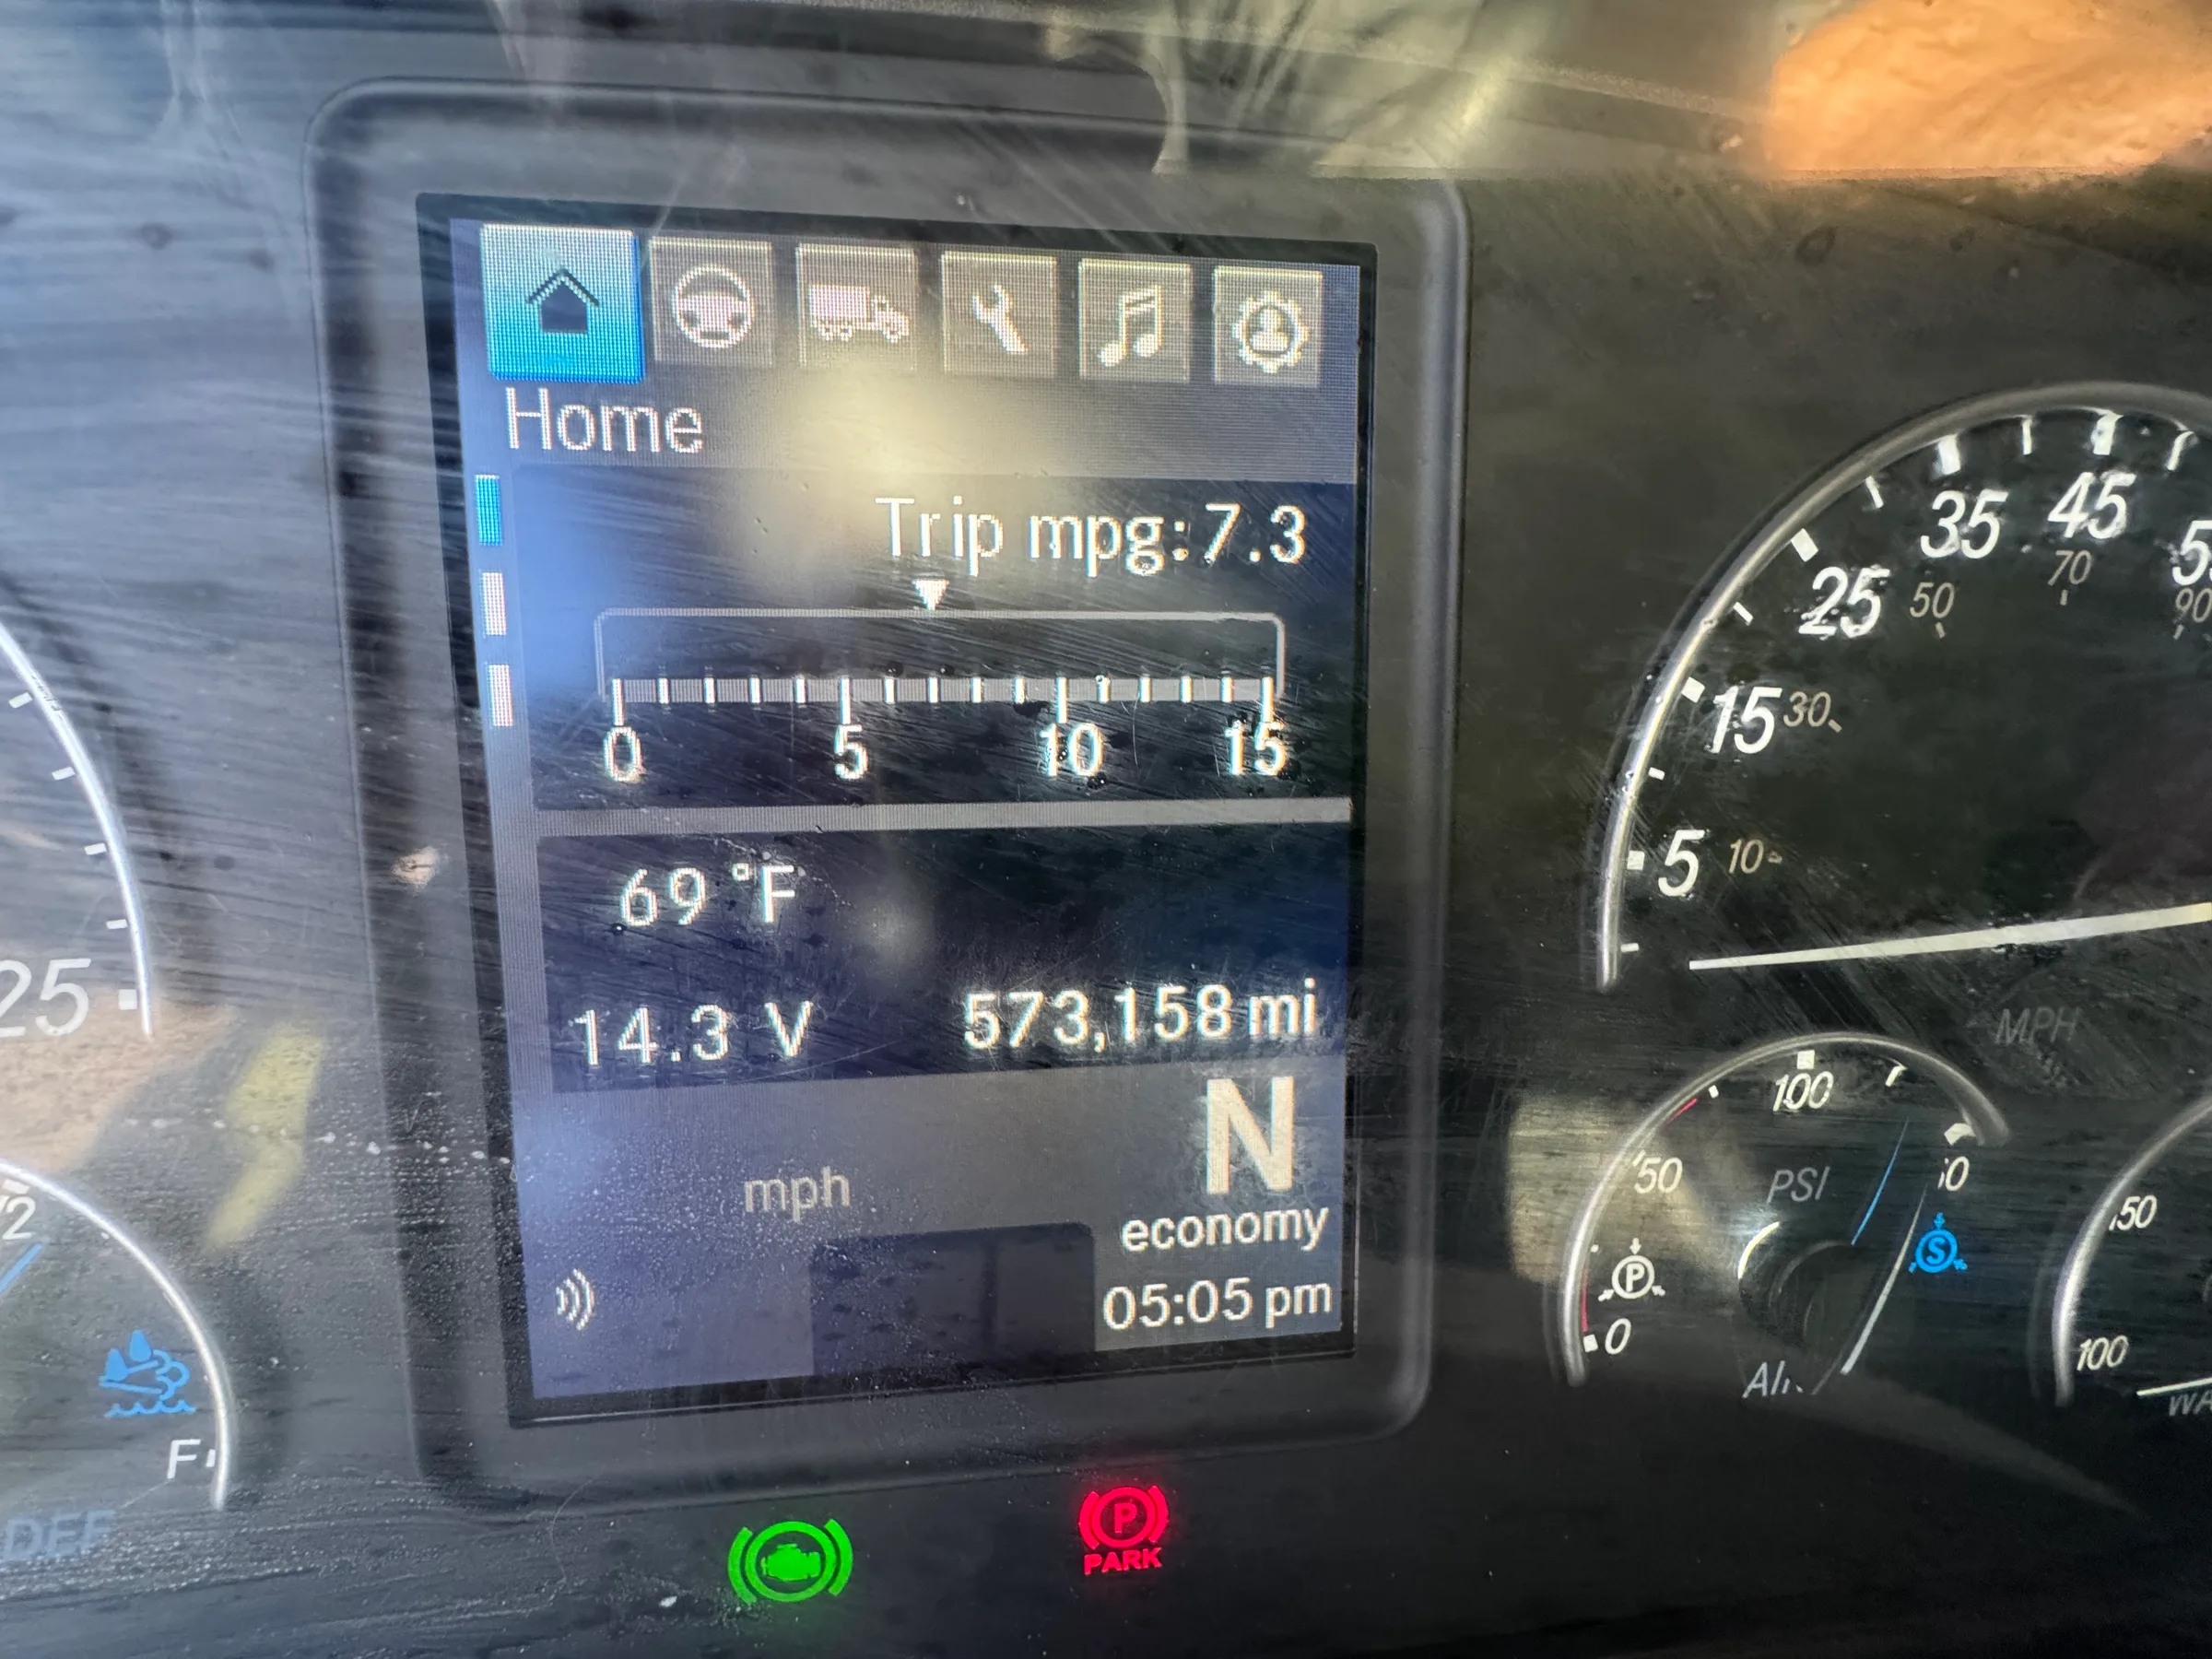 Home
Trip mpg: 7.3
0 5 10 15
69 °F
14.3 V 573,158 mi
N
mph
economy
05:05 pm
PARK
25
F
DEF
5 15 25 35 45
10 30 50 70 90
MPH
0 50 100
PSI
P
S
150
100